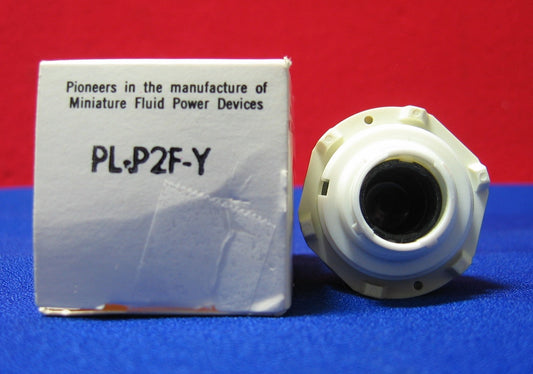 Pioneers in the manufacture of
Miniature Fluid Power Devices
PL-P2F-Y